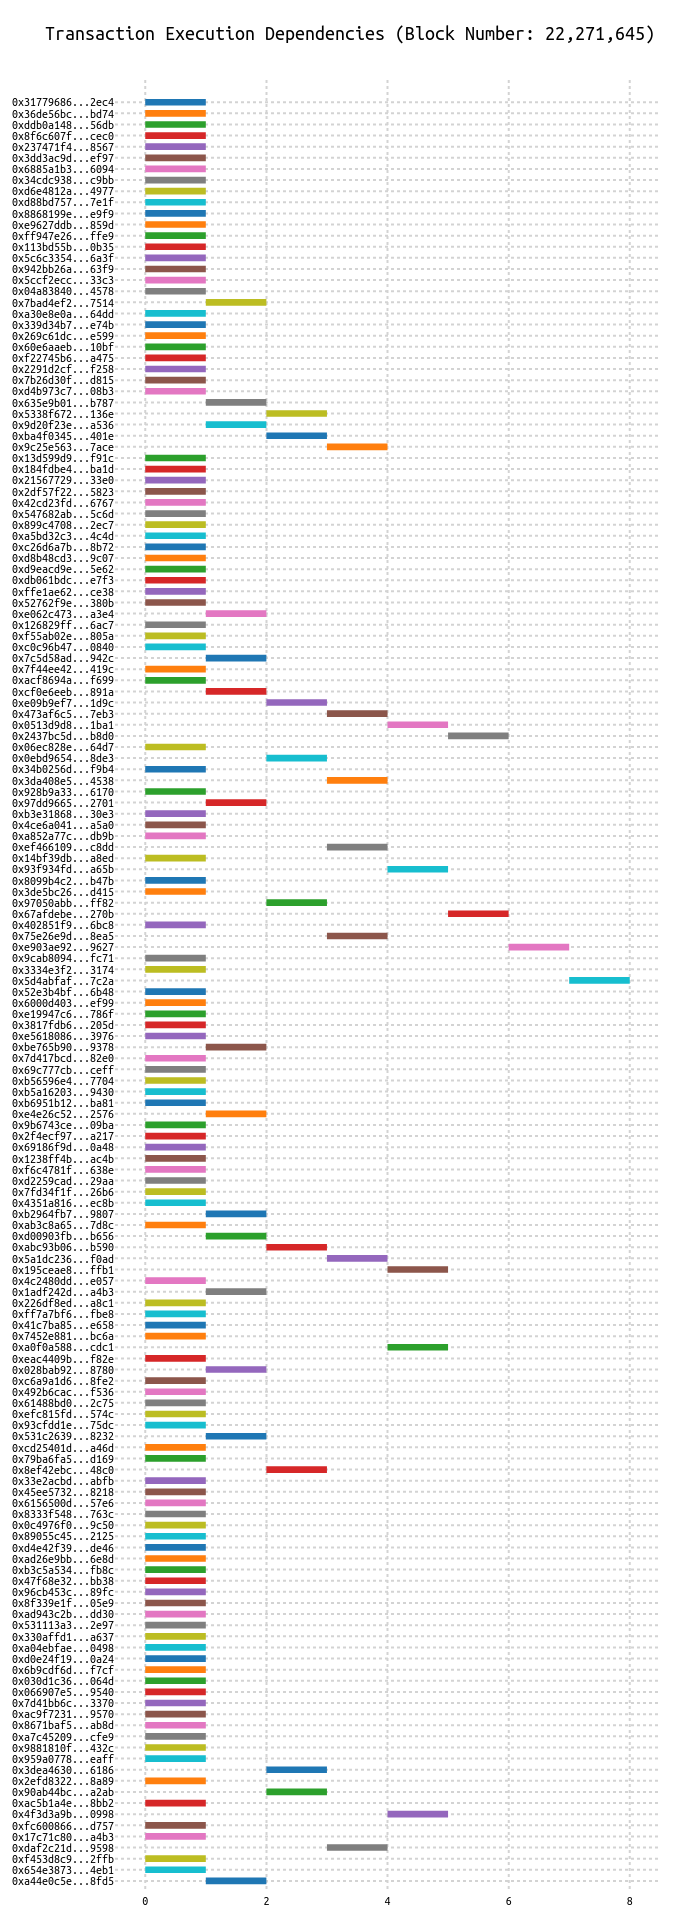 Transaction Execution Dependencies (Block Number: 22,271,645)
0x31779686...2ec4
0x36de56bc...bd74
0xddb0a148...56db
0x8f6c607f...cec0
0x237471f4...8567
0x3dd3ac9d...ef97
0x6885a1b3...6094
0x34cdc938...c9bb
0xd6e4812a...4977
0xd88bd757...7e1f
0x8868199e...e9f9
0xe9627ddb...859d
0xff947e26...ffe9
0x113bd55b...0b35
0x5c6c3354...6a3f
0x942bb26a...63f9
0x5ccf2ecc...33c3
0x04a83840...4578
0x7bad4ef2...7514
0xa30e8e0a...64dd
0x339d34b7...e74b
0x269c61dc...e599
0x60e6aaeb...10bf
0xf22745b6...a475
0x2291d2cf...f258
0x7b26d30f...d815
0xd4b973c7...08b3
0x635e9b01...b787
0x5338f672...136e
0x9d20f23e...a536
0xba4f0345...401e
0x9c25e563...7ace
0x13d599d9...f91c
0x184fdbe4...ba1d
0x21567729...33e0
0x2df57f22...5823
0x42cd23fd...6767
0x547682ab...5c6d
0x899c4708...2ec7
0xa5bd32c3...4c4d
0xc26d6a7b...8b72
0xd8b48cd3...9c07
0xd9eacd9e...5e62
0xdb061bdc...e7f3
0xffe1ae62...ce38
0x52762f9e...380b
0xe062c473...a3e4
0x126829ff...6ac7
0xf55ab02e...805a
0xc0c96b47...0840
0x7c5d58ad...942c
0x7f44ee42...419c
0xacf8694a...f699
0xcf0e6eeb...891a
0xe09b9ef7...1d9c
0x473af6c5...7eb3
0x0513d9d8...1ba1
0x2437bc5d...b8d0
0x06ec828e...64d7
0x0ebd9654...8de3
0x34b0256d...f9b4
0x3da408e5...4538
0x928b9a33...6170
0x97dd9665...2701
0xb3e31868...30e3
0x4ce6a041...a5a0
0xa852a77c...db9b
0xef466109...c8dd
0x14bf39db...a8ed
0x93f934fd...a65b
0x8099b4c2...b47b
0x3de5bc26...d415
0x97050abb...ff82
0x67afdebe...270b
0x402851f9...6bc8
0x75e26e9d...8ea5
0xe903ae92...9627
0x9cab8094...fc71
0x3334e3f2...3174
0x5d4abfaf...7c2a
0x52e3b4bf...6b48
0x6000d403...ef99
0xe19947c6...786f
0x3817fdb6...205d
0xe5618086...3976
0xbe765b90...9378
0x7d417bcd...82e0
0x69c777cb...ceff
0xb56596e4...7704
0xb5a16203...9430
0xb6951b12...ba81
0xe4e26c52...2576
0x9b6743ce...09ba
0x2f4ecf97...a217
0x69186f9d...0a48
0x1238ff4b...ac4b
0xf6c4781f...638e
0xd2259cad...29aa
0x7fd34f1f...26b6
0x4351a816...ec8b
0xb2964fb7...9807
0xab3c8a65...7d8c
0xd00903fb...b656
0xabc93b06...b590
0x5a1dc236...f0ad
0x195ceae8...ffb1
0x4c2480dd...e057
0x1adf242d...a4b3
0x226df8ed...a8c1
0xff7a7bf6...fbe8
0x41c7ba85...e658
0x7452e881...bc6a
0xa0f0a588...cdc1
0xeac4409b...f82e
0x028bab92...8780
0xc6a9a1d6...8fe2
0x492b6cac...f536
0x61488bd0...2c75
0xefc815fd...574c
0x93cfdd1e...75dc
0x531c2639...8232
0xcd25401d...a46d
0x79ba6fa5...d169
0x8ef42ebc...48c0
0x33e2acbd...abfb
0x45ee5732...8218
0x6156500d...57e6
0x8333f548...763c
0x0c4976f0...9c50
0x89055c45...2125
0xd4e42f39...de46
0xad26e9bb...6e8d
0xb3c5a534...fb8c
0x47f68e32...bb38
0x96cb453c...89fc
0x8f339e1f...05e9
0xad943c2b...dd30
0x531113a3...2e97
0x330affd1...a637
0xa04ebfae...0498
0xd0e24f19...0a24
0x6b9cdf6d...f7cf
0x030d1c36...064d
0x066907e5...9540
0x7d41bb6c...3370
0xac9f7231...9570
0x8671baf5...ab8d
0xa7c45209...cfe9
0x9881810f...432c
0x959a0778...eaff
0x3dea4630...6186
0x2efd8322...8a89
0x90ab44bc...a2ab
0xac5b1a4e...8bb2
0x4f3d3a9b...0998
0xfc600866...d757
0x17c71c80...a4b3
0xdaf2c21d...9598
0xf453d8c9...2ffb
0x654e3873...4eb1
0xa44e0c5e...8fd5
0 2 4 6 8